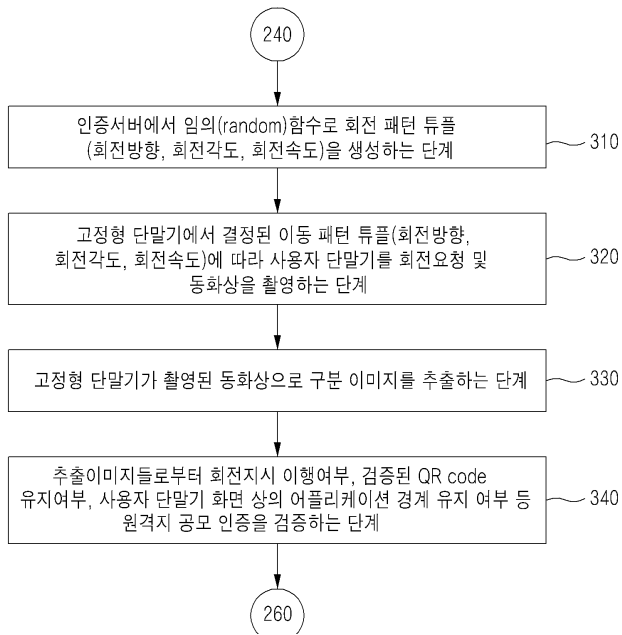 240
인증서버에서 임의(random)함수로 회전 패턴 튜플
(회전방향, 회전각도, 회전속도)을 생성하는 단계
310
고정형 단말기에서 결정된 이동 패턴 튜플(회전방향,
회전각도, 회전속도)에 따라 사용자 단말기를 회전요청 및
동화상을 촬영하는 단계
320
고정형 단말기가 촬영된 동화상으로 구분 이미지를 추출하는 단계
330
추출이미지들로부터 회전지시 이행여부, 검증된 QR code
유지여부, 사용자 단말기 화면 상의 어플리케이션 경계 유지 여부 등
원격지 공모 인증을 검증하는 단계
340
260